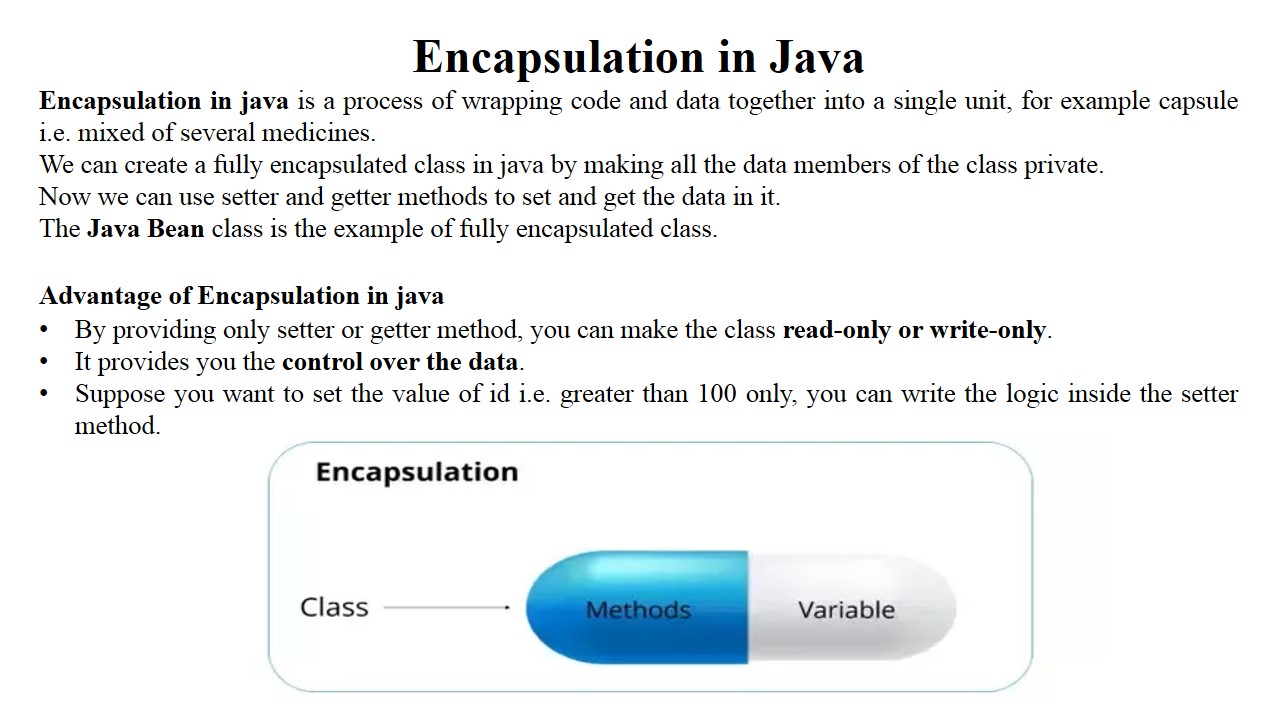 Encapsulation in Java
Encapsulation in java is a process of wrapping code and data together into a single unit, for example capsule
i.e. mixed of several medicines.
We can create a fully encapsulated class in java by making all the data members of the class private.
Now we can use setter and getter methods to set and get the data in it.
The Java Bean class is the example of fully encapsulated class.
Advantage of Encapsulation in java
• By providing only setter or getter method, you can make the class read-only or write-only.
• It provides you the control over the data.
• Suppose you want to set the value of id i.e. greater than 100 only, you can write the logic inside the setter
method.
Encapsulation
Class
Methods
Variable